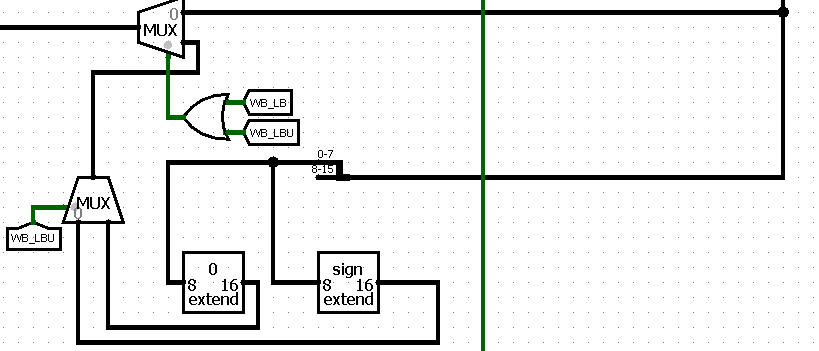 0
MUX
WB_LB
WB_LBU
0-7
8-15
MUX
0
WB_LBU
0
8 16
extend
sign
8 16
extend